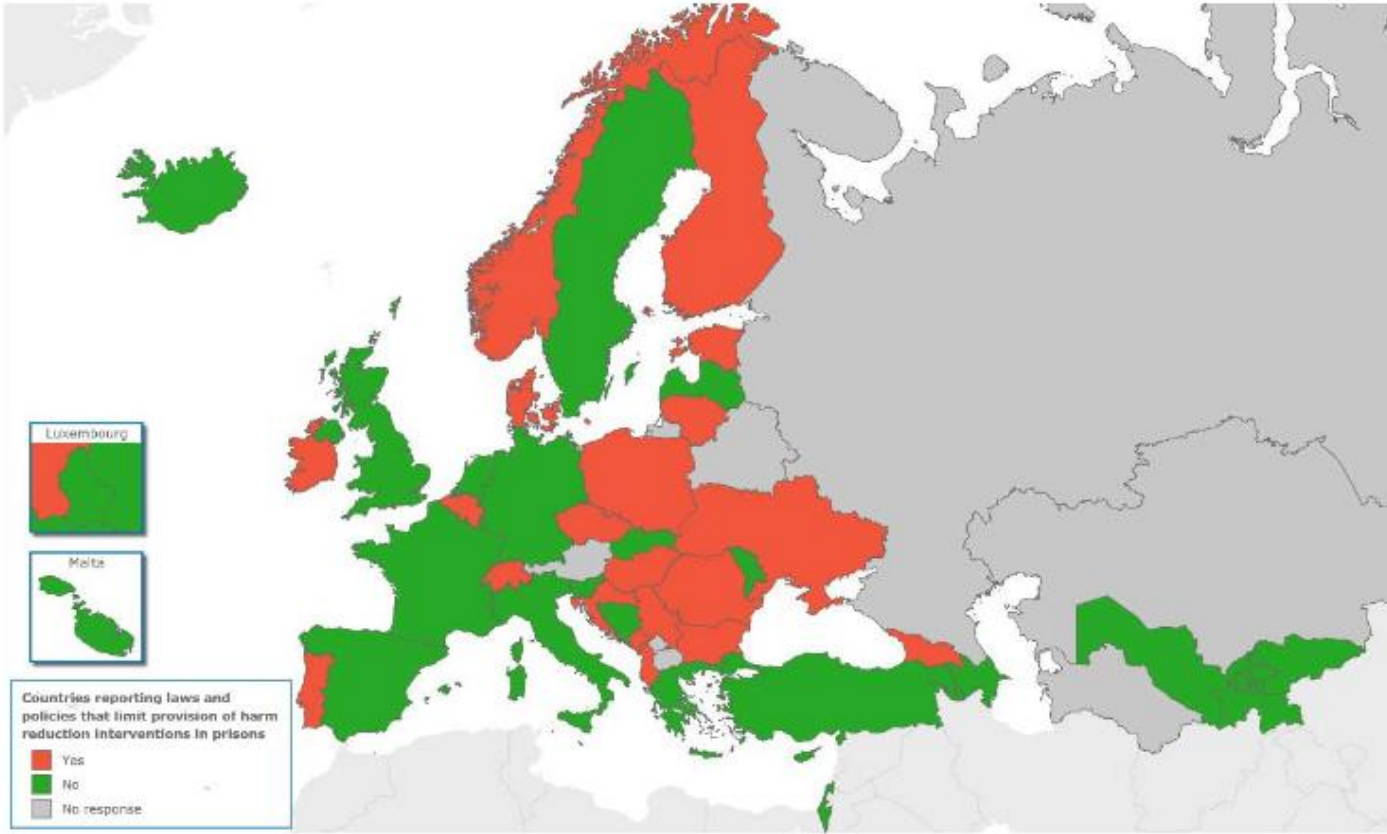 Luxembourg
Malta
Countries reporting laws and
policies that limit provision of harm
reduction interventions in prisons
Yes
No
No response